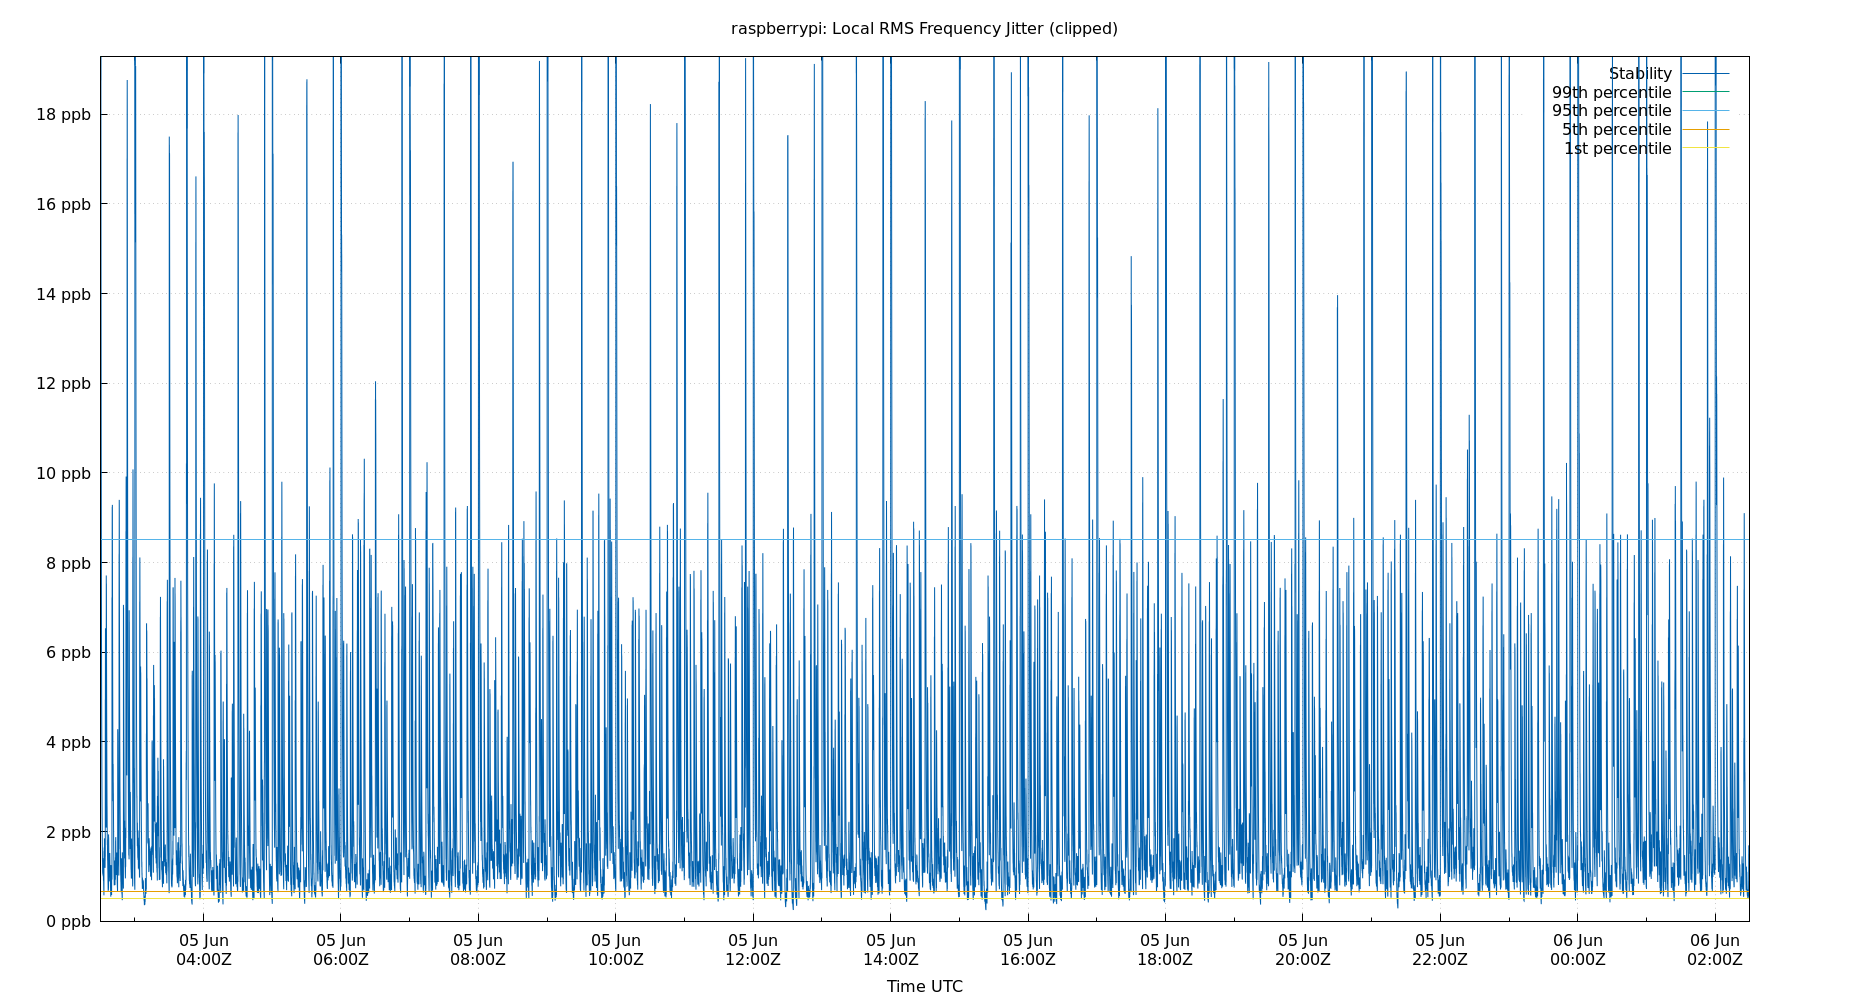 raspberrypi: Local RMS Frequency Jitter (clipped)
Stability
99th percentile
95th percentile
5th percentile
1st percentile
18 ppb
16 ppb
14 ppb
12 ppb
10 ppb
8 ppb
6 ppb
4 ppb
2 ppb
0 ppb
05 Jun 05 Jun 05 Jun 05 Jun 05 Jun 05 Jun 05 Jun 05 Jun 05 Jun 05 Jun 06 Jun 06 Jun
04:00Z 06:00Z 08:00Z 10:00Z 12:00Z 14:00Z 16:00Z 18:00Z 20:00Z 22:00Z 00:00Z 02:00Z
Time UTC